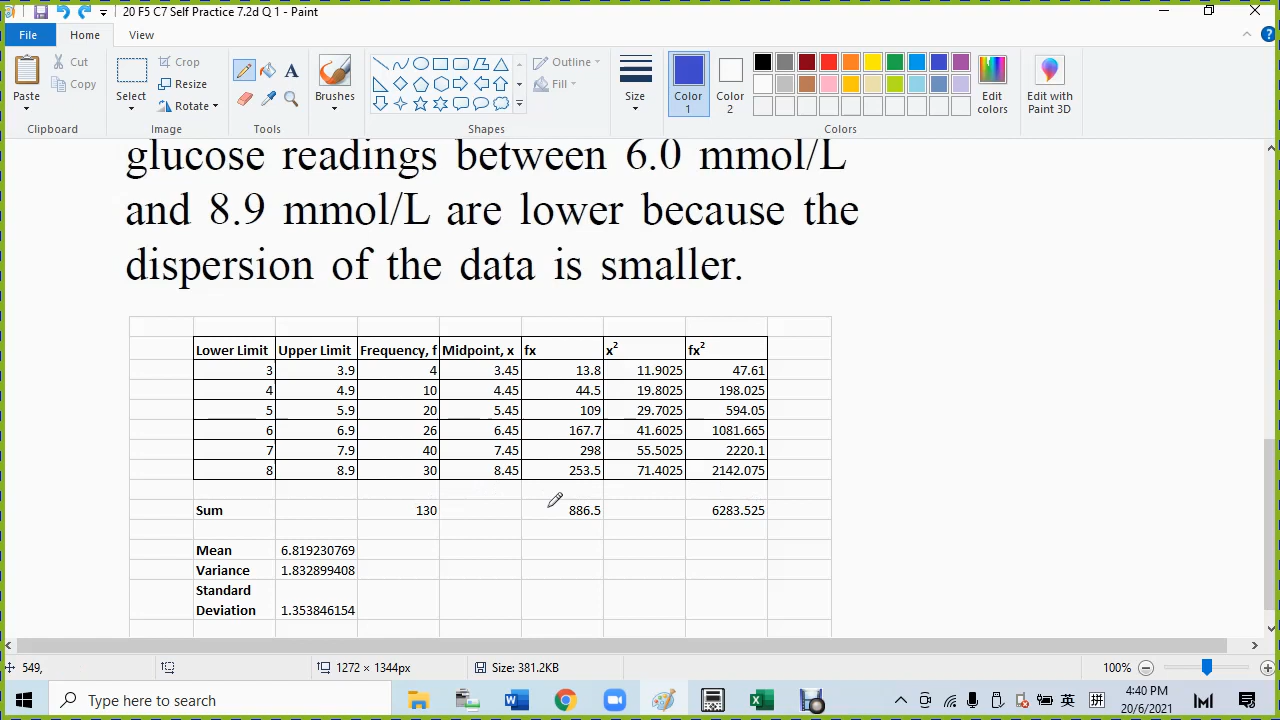 20 F5 C7 Self Practice 7.2d Q 1 - Paint
File Home View
Paste Cut Copy Clipboard
Select Crop Resize Rotate Image
Tools
Brushes
Outline Fill Shapes
Size
Color 1 Color 2 Edit colors Colors
Edit with Paint 3D
glucose readings between 6.0 mmol/L
and 8.9 mmol/L are lower because the
dispersion of the data is smaller.
Lower Limit Upper Limit Frequency, f Midpoint, x fx x² fx²
3 3.9 4 3.45 13.8 11.9025 47.61
4 4.9 10 4.45 44.5 19.8025 198.025
5 5.9 20 5.45 109 29.7025 594.05
6 6.9 26 6.45 167.7 41.6025 1081.665
7 7.9 40 7.45 298 55.5025 2220.1
8 8.9 30 8.45 253.5 71.4025 2142.075
Sum 130 886.5 6283.525
Mean 6.819230769
Variance 1.832899408
Standard
Deviation 1.353846154
549, 1272 × 1344px Size: 381.2KB 100%
Type here to search
英 拼 4:40 PM
20/6/2021